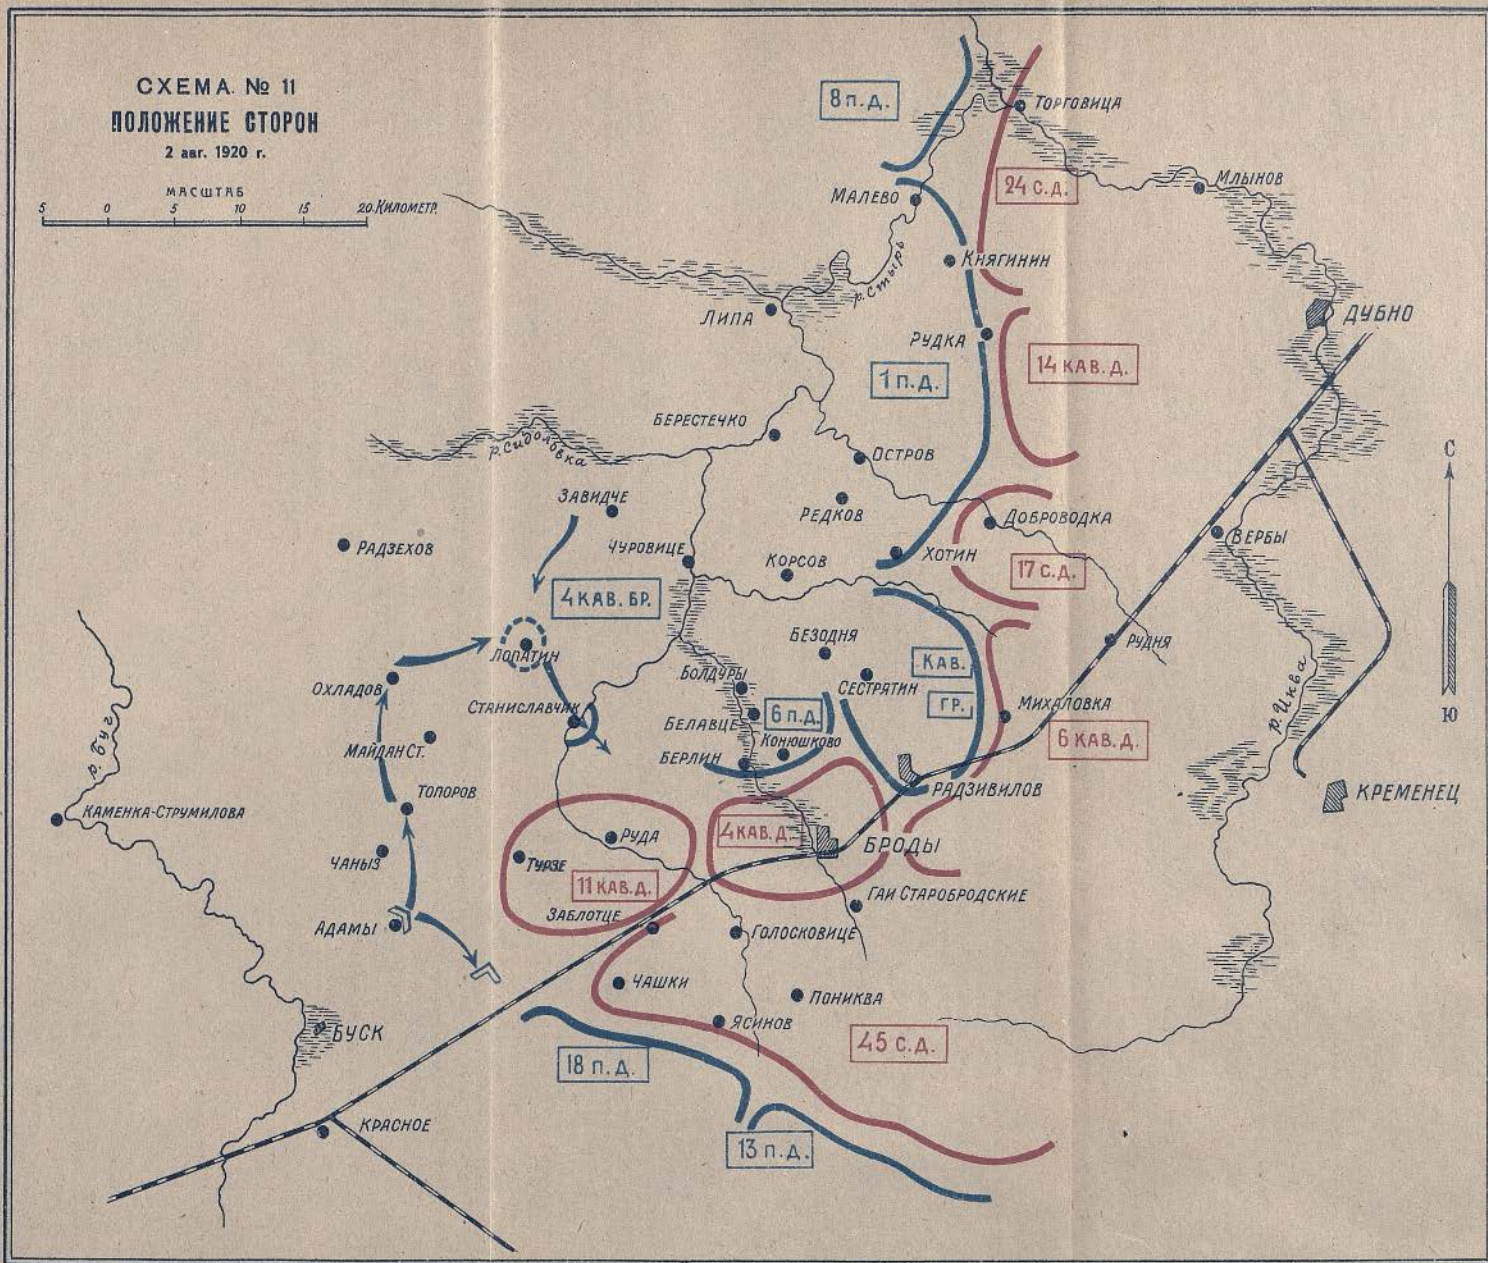 СХЕМА № 11
ПОЛОЖЕНИЕ СТОРОН
2 авг. 1920 г.
МАСШТАБ
5 0 5 10 15 20 КИЛОМЕТР.
8 п.д.
ТОРГОВИЦА
24 с.д.
МЛЫНОВ
МАЛЕВО
КНЯГИНИН
р. Стырь
ЛИПА
РУДКА
ДУБНО
14 КАВ. Д.
1 п.д.
БЕРЕСТЕЧКО
р. Сидоловка
ОСТРОВ
С
ЗАВИДЧЕ
РЕДКОВ
ДОБРОВОДКА
РАДЗЕХОВ
ЧУРОВИЦЕ
КОРСОВ
ХОТИН
ВЕРБЫ
17 с.д.
4 КАВ. БР.
БЕЗОДНЯ
РУДНЯ
ЛОПАТИН
КАВ.
ГР.
ОХЛАДОВ
БОЛДУРЫ
СЕСТРЯТИН
р. Иква
СТАНИСЛАВЧИК
БЕЛАВЦЕ
6 п.д.
МИХАЛОВКА
Ю
р. Буг
МАЙДАН СТ.
БЕРЛИН
КОНЮШКОВО
6 КАВ. Д.
ТОПОРОВ
РАДЗИВИЛОВ
КРЕМЕНЕЦ
КАМЕНКА-СТРУМИЛОВА
РУДА
4 КАВ. Д.
БРОДЫ
ЧАНЫЗ
ТУРЗЕ
11 КАВ. Д.
ГАИ СТАРОБРОДСКИЕ
ЗАБЛОТЦЕ
АДАМЫ
ГОЛОСКОВИЦЕ
ЧАШКИ
ПОНИКВА
БУСК
ЯСИНОВ
45 с.д.
18 п.д.
КРАСНОЕ
13 п.д.